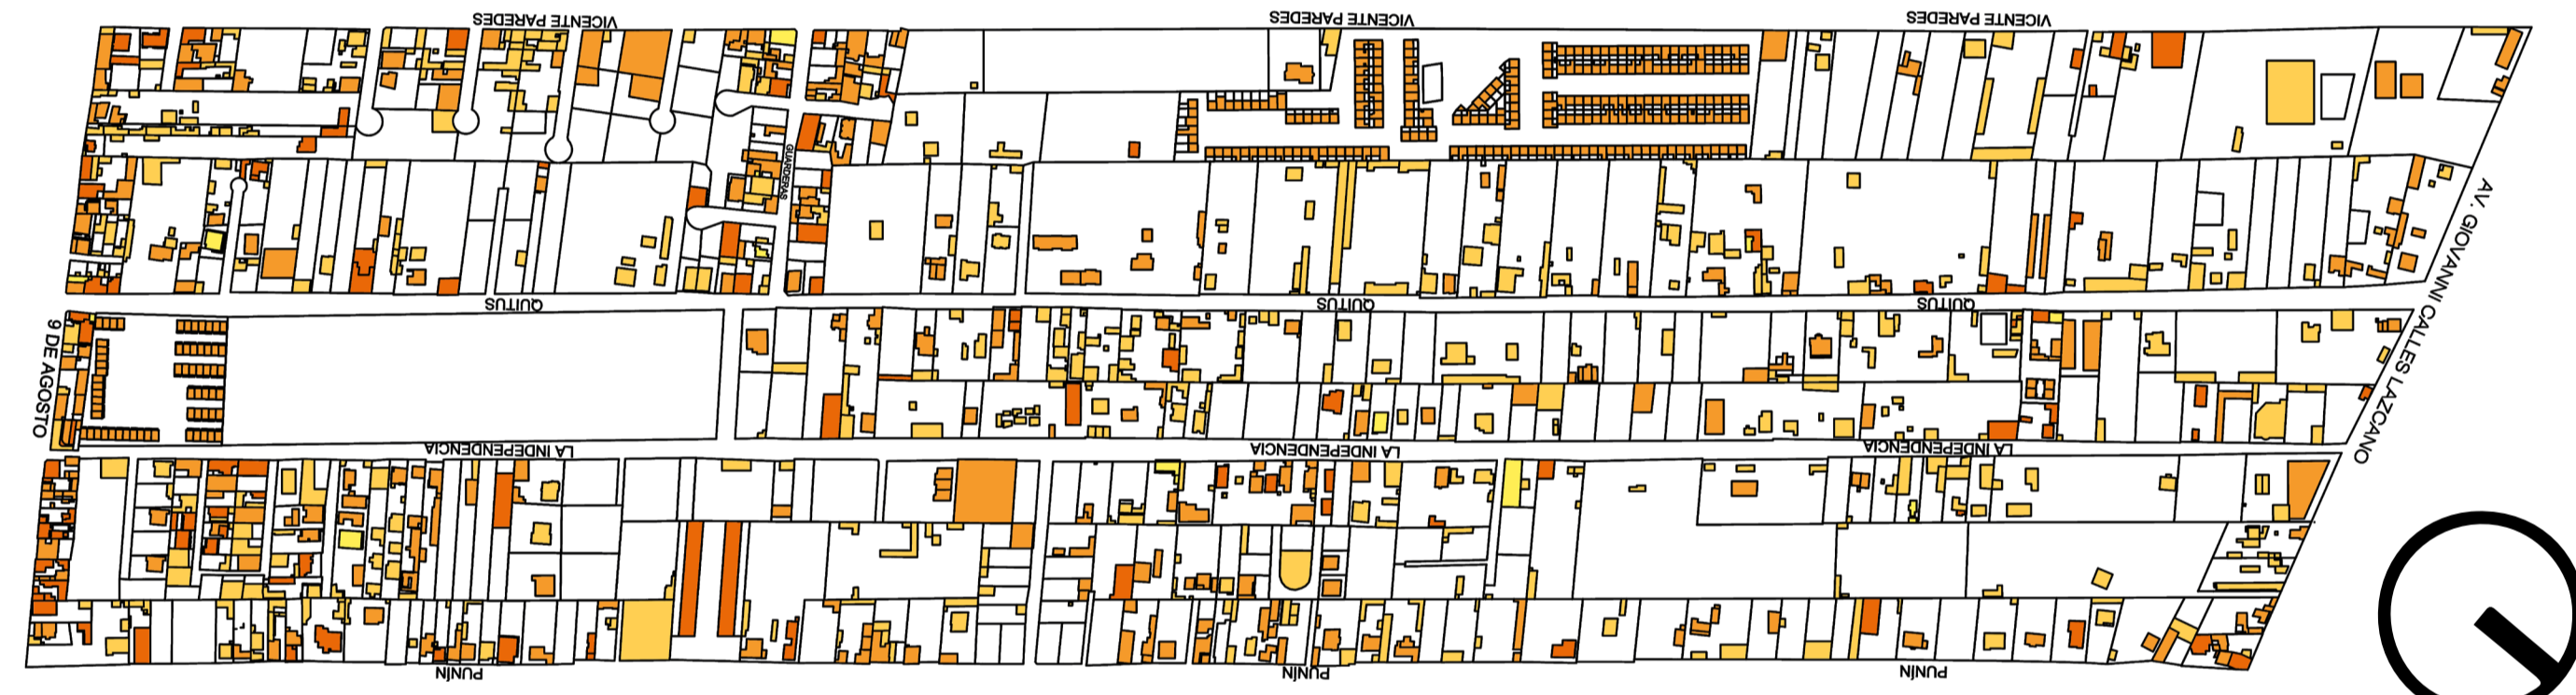 VICENTE PAREDES
VICENTE PAREDES
VICENTE PAREDES
GUARDERAS
AV. GIOVANNI CALLES LAZCANO
QUITUS
QUITUS
QUITUS
9 DE AGOSTO
LA INDEPENDENCIA
LA INDEPENDENCIA
LA INDEPENDENCIA
PUNÍN
PUNÍN
PUNÍN